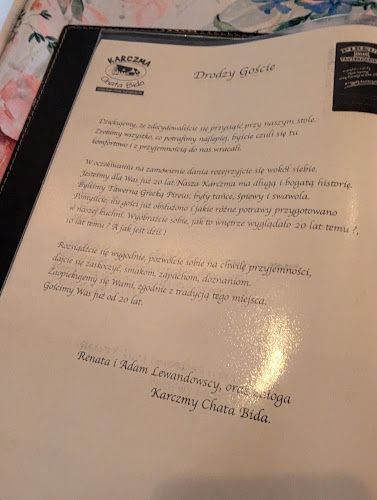 KARCZMA
Chata Bida
Drodzy Goście
Dziękujemy, że zdecydowaliście się przysiąść przy naszym stole.
Zrobimy wszystko, co potrafimy najlepiej, byście czuli się tu
komfortowo i z przyjemnością do nas wracali.
W oczekiwaniu na zamówione dania rozejrzyjcie się wokół siebie.
Jesteśmy dla Was już 20 lat. Nasza Karczma ma długą i bogatą historię.
Byliśmy Tawerną Grecką Pireus, były tańce, śpiewy i swawola.
Pomyślcie, ilu gości już obsłużono i jakie różne potrawy przygotowano
w naszej kuchni. Wyobraźcie sobie, jak to wnętrze wyglądało 20 lat temu ?,
10 lat temu ? A jak jest dziś !
Rozsiądźcie się wygodnie, pozwólcie sobie na chwilę przyjemności,
dajcie się zaskoczyć, smakom, zapachom, doznaniom.
Zaopiekujemy się Wami, zgodnie z tradycją tego miejsca.
Gościmy Was już od 20 lat.
Renata i Adam Lewandowscy, oraz załoga
Karczmy Chata Bida.